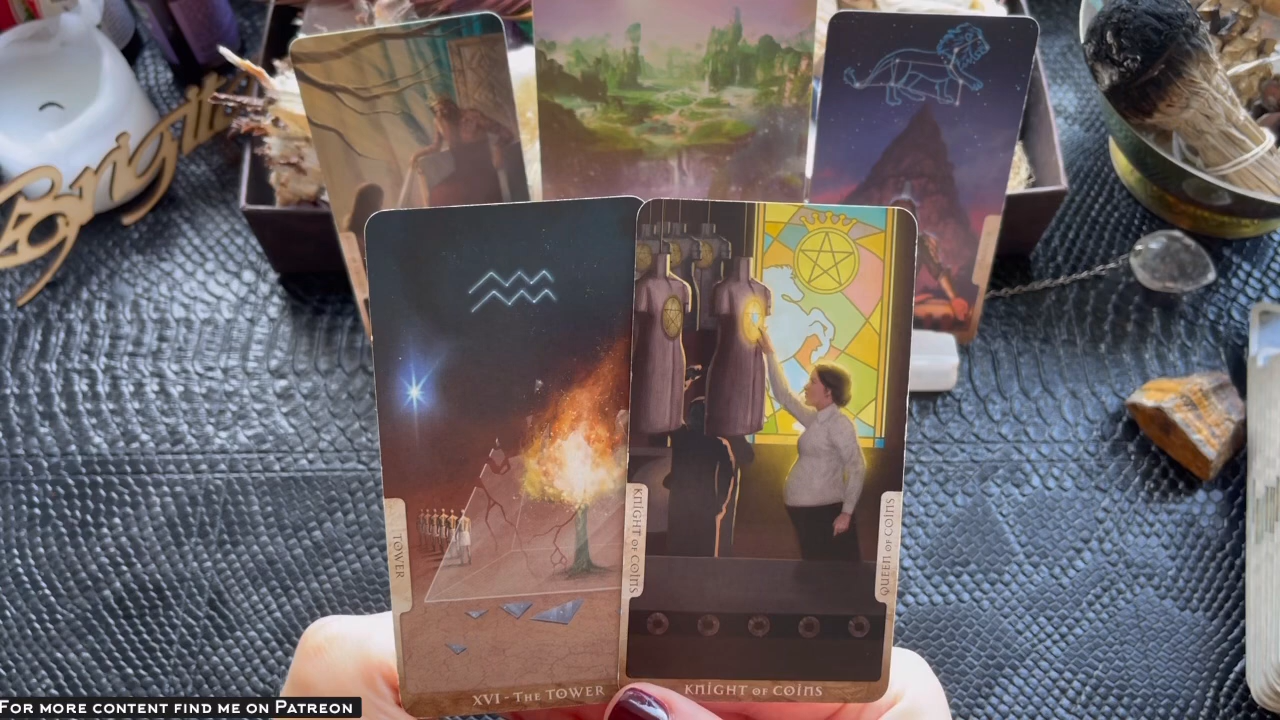 TOWER
KNIGHT OF COINS
QUEEN OF COINS
XVI - THE TOWER
KNIGHT OF COINS
FOR MORE CONTENT FIND ME ON PATREON